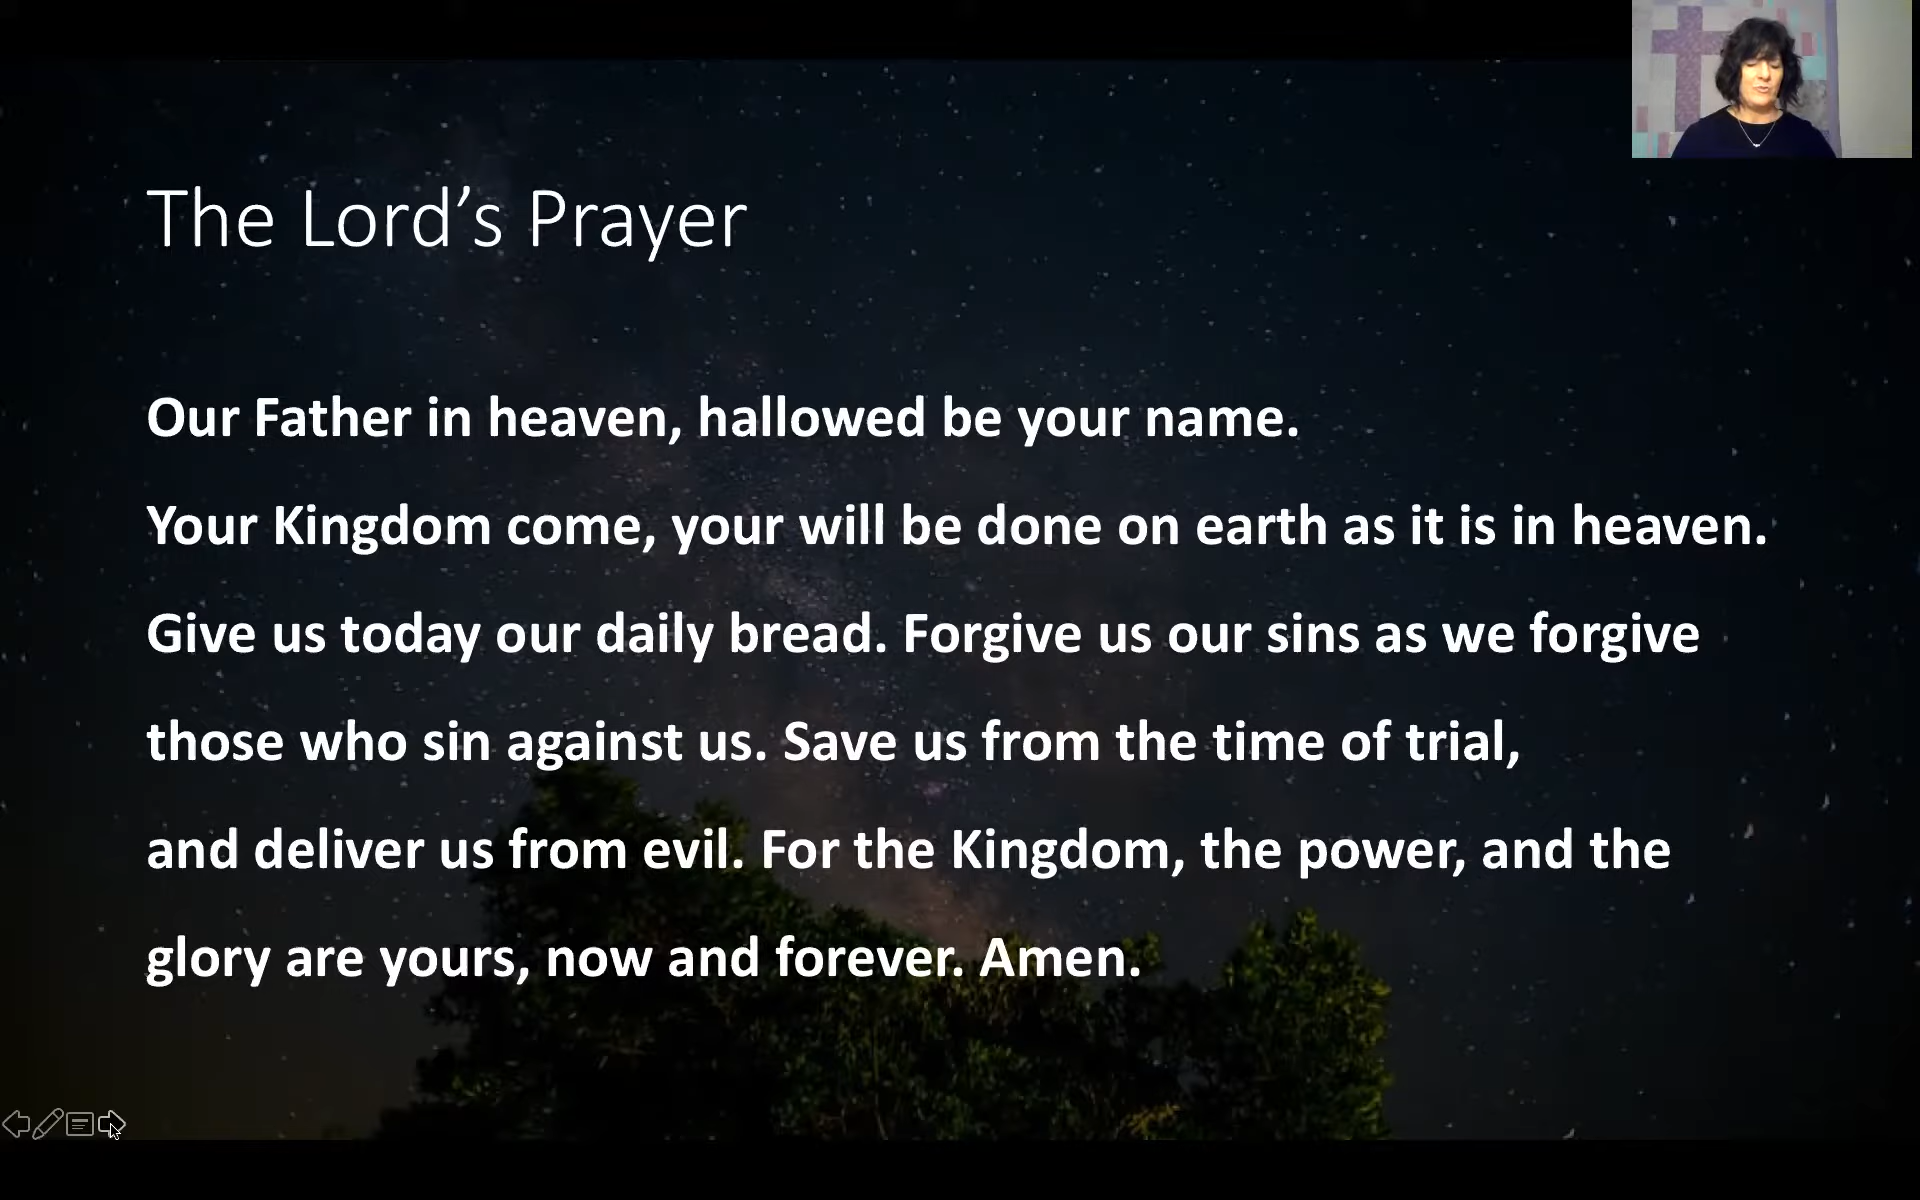 The Lord’s Prayer
Our Father in heaven, hallowed be your name.
Your Kingdom come, your will be done on earth as it is in heaven.
Give us today our daily bread. Forgive us our sins as we forgive
those who sin against us. Save us from the time of trial,
and deliver us from evil. For the Kingdom, the power, and the
glory are yours, now and forever. Amen.